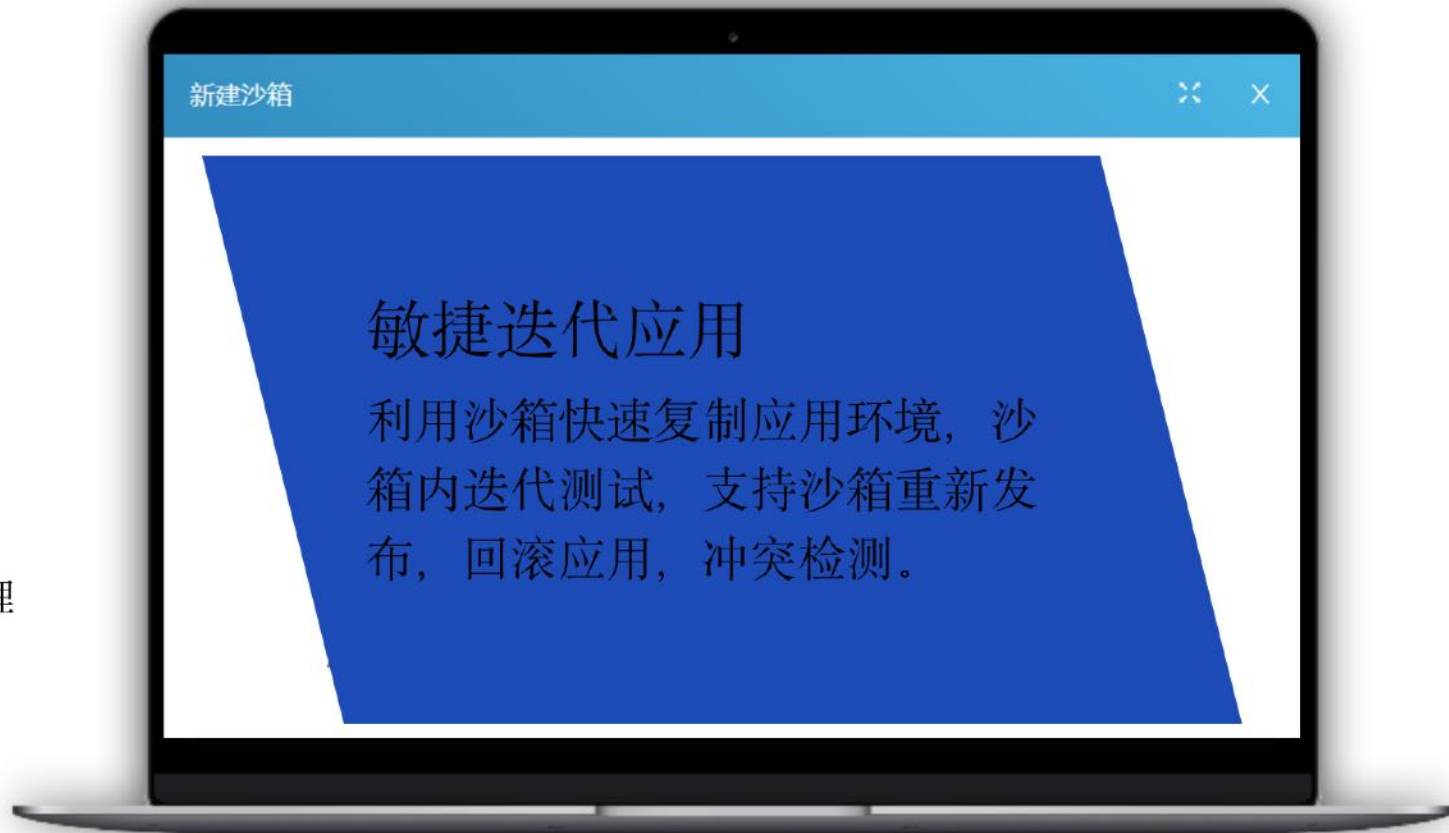 新建沙箱
敏捷迭代应用
利用沙箱快速复制应用环境，沙
箱内迭代测试，支持沙箱重新发
布，回滚应用，冲突检测。
理